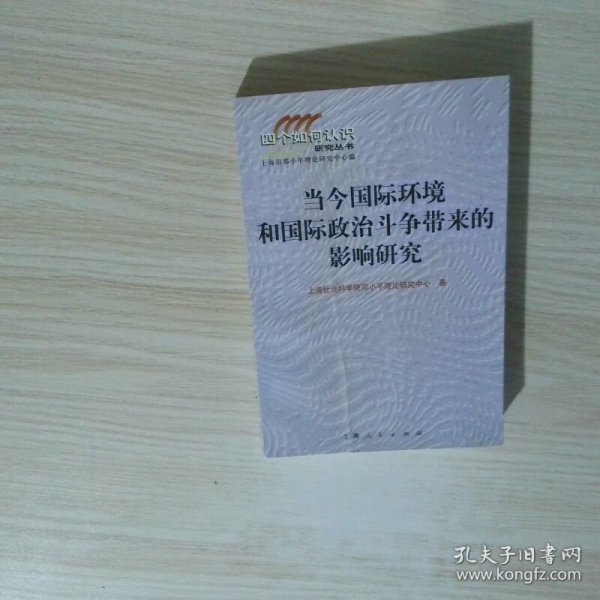 四个如何认识
研究丛书
上海市邓小平理论研究中心编
当今国际环境
和国际政治斗争带来的
影响研究
上海社会科学院邓小平理论研究中心 著
上海人民出版社
孔夫子旧书网
www.kongfz.com